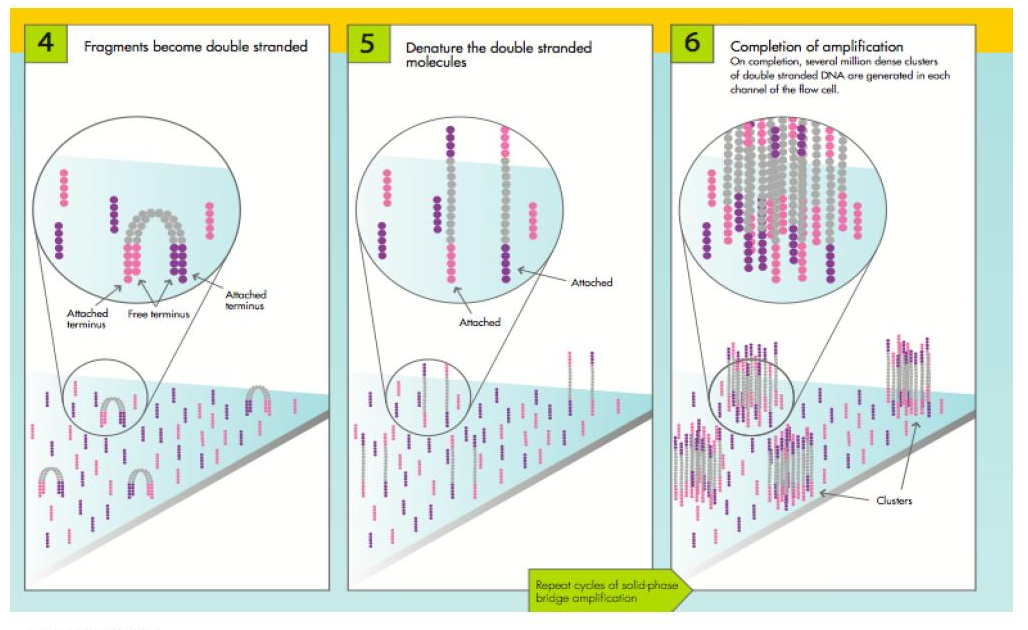 4
Fragments become double stranded
Attached
terminus
Free terminus
Attached
terminus
5
Denature the double stranded
molecules
Attached
Attached
6
Completion of amplification
On completion, several million dense clusters
of double stranded DNA are generated in each
channel of the flow cell.
Clusters
Repeat cycles of solid-phase
bridge amplification